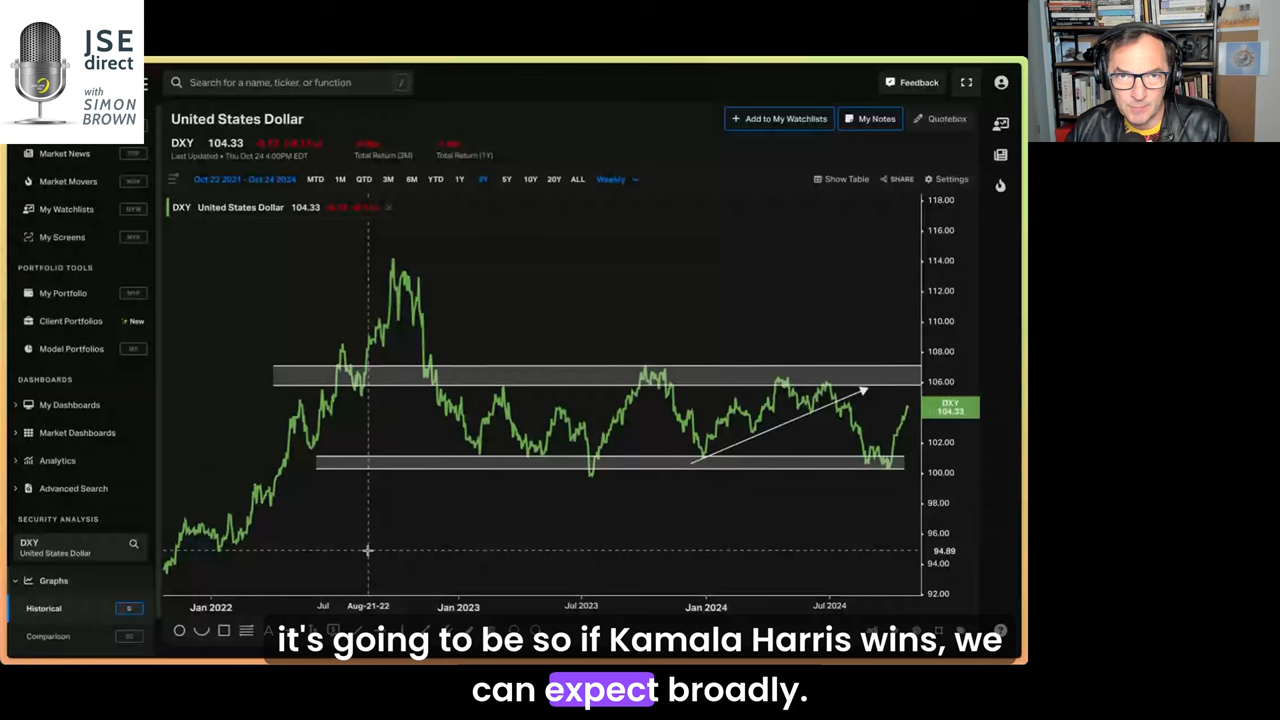 JSE
direct
with
SIMON
BROWN
Search for a name, ticker, or function
/
Feedback
United States Dollar
+ Add to My Watchlists
My Notes
Quotebox
DXY 104.33
Last Updated • Thu Oct 24 4:00PM EDT
Total Return (3M)
Total Return (1Y)
Oct 22 2021 - Oct 24 2024 MTD 1M QTD 3M 6M YTD 1Y 2Y 5Y 10Y 20Y ALL Weekly
Show Table SHARE Settings
DXY United States Dollar 104.33
Market News
Market Movers
My Watchlists
My Screens
PORTFOLIO TOOLS
My Portfolio
Client Portfolios New
Model Portfolios
DASHBOARDS
My Dashboards
Market Dashboards
Analytics
Advanced Search
SECURITY ANALYSIS
DXY
United States Dollar
Graphs
Historical G
Comparison
118.00
116.00
114.00
112.00
110.00
108.00
106.00
DXY
104.33
102.00
100.00
98.00
96.00
94.89
94.00
92.00
Jan 2022 Jul Aug-21-22 Jan 2023 Jul 2023 Jan 2024 Jul 2024
it's going to be so if Kamala Harris wins, we
can expect broadly.